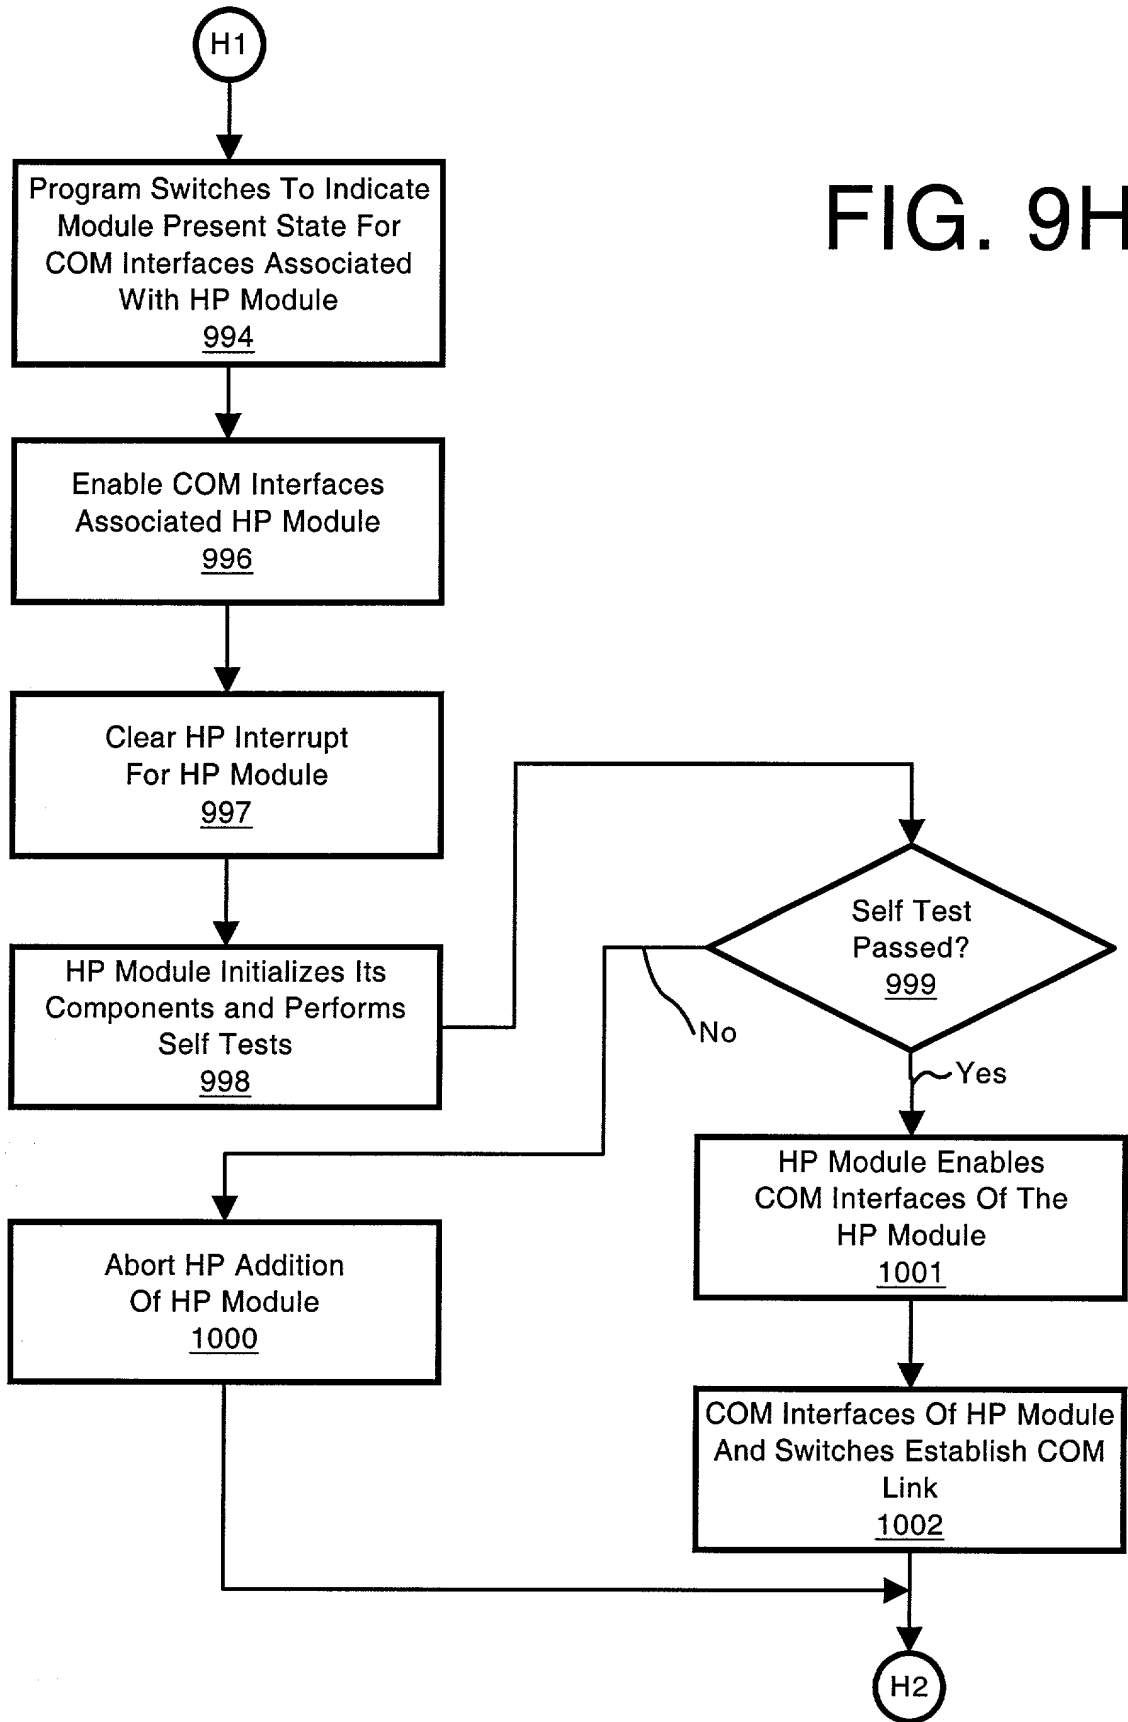 H1
FIG. 9H
Program Switches To Indicate
Module Present State For
COM Interfaces Associated
With HP Module
994
Enable COM Interfaces
Associated HP Module
996
Clear HP Interrupt
For HP Module
997
HP Module Initializes Its
Components and Performs
Self Tests
998
Self Test
Passed?
999
No
Yes
Abort HP Addition
Of HP Module
1000
HP Module Enables
COM Interfaces Of The
HP Module
1001
COM Interfaces Of HP Module
And Switches Establish COM
Link
1002
H2